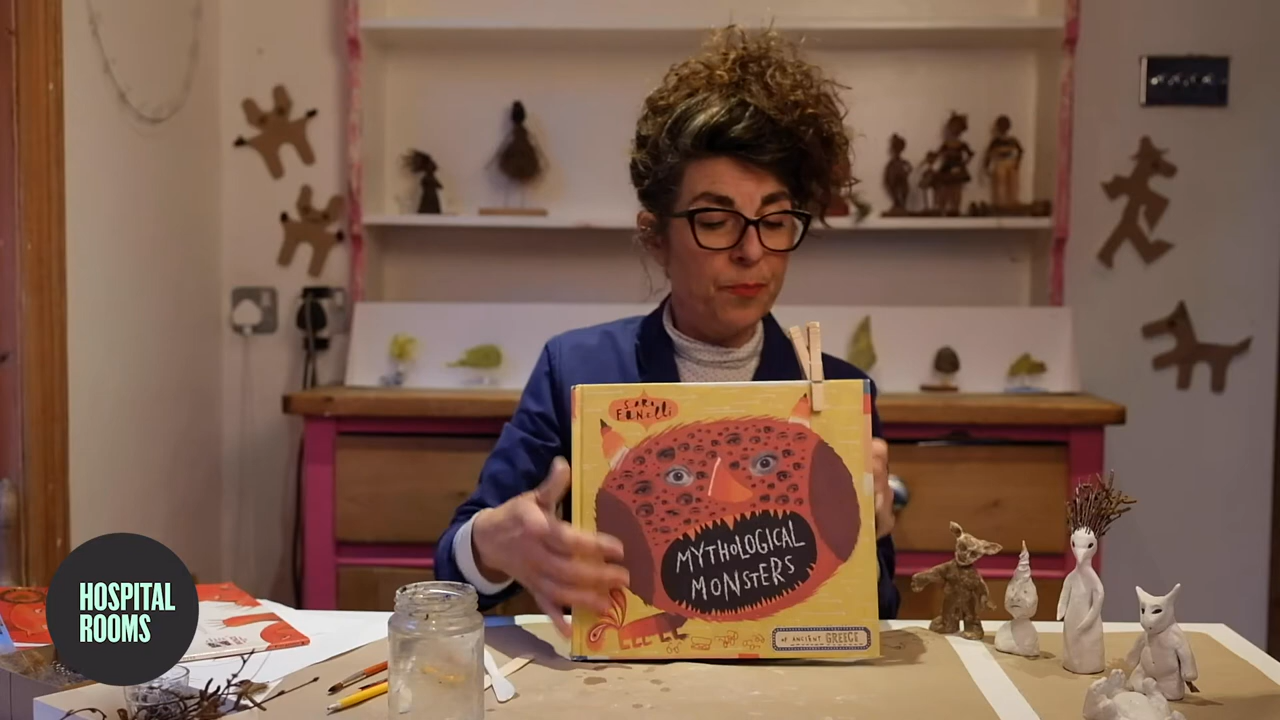 SARA
FANELLI
MYTHOLOGICAL
MONSTERS
OF ANCIENT GREECE
HOSPITAL
ROOMS